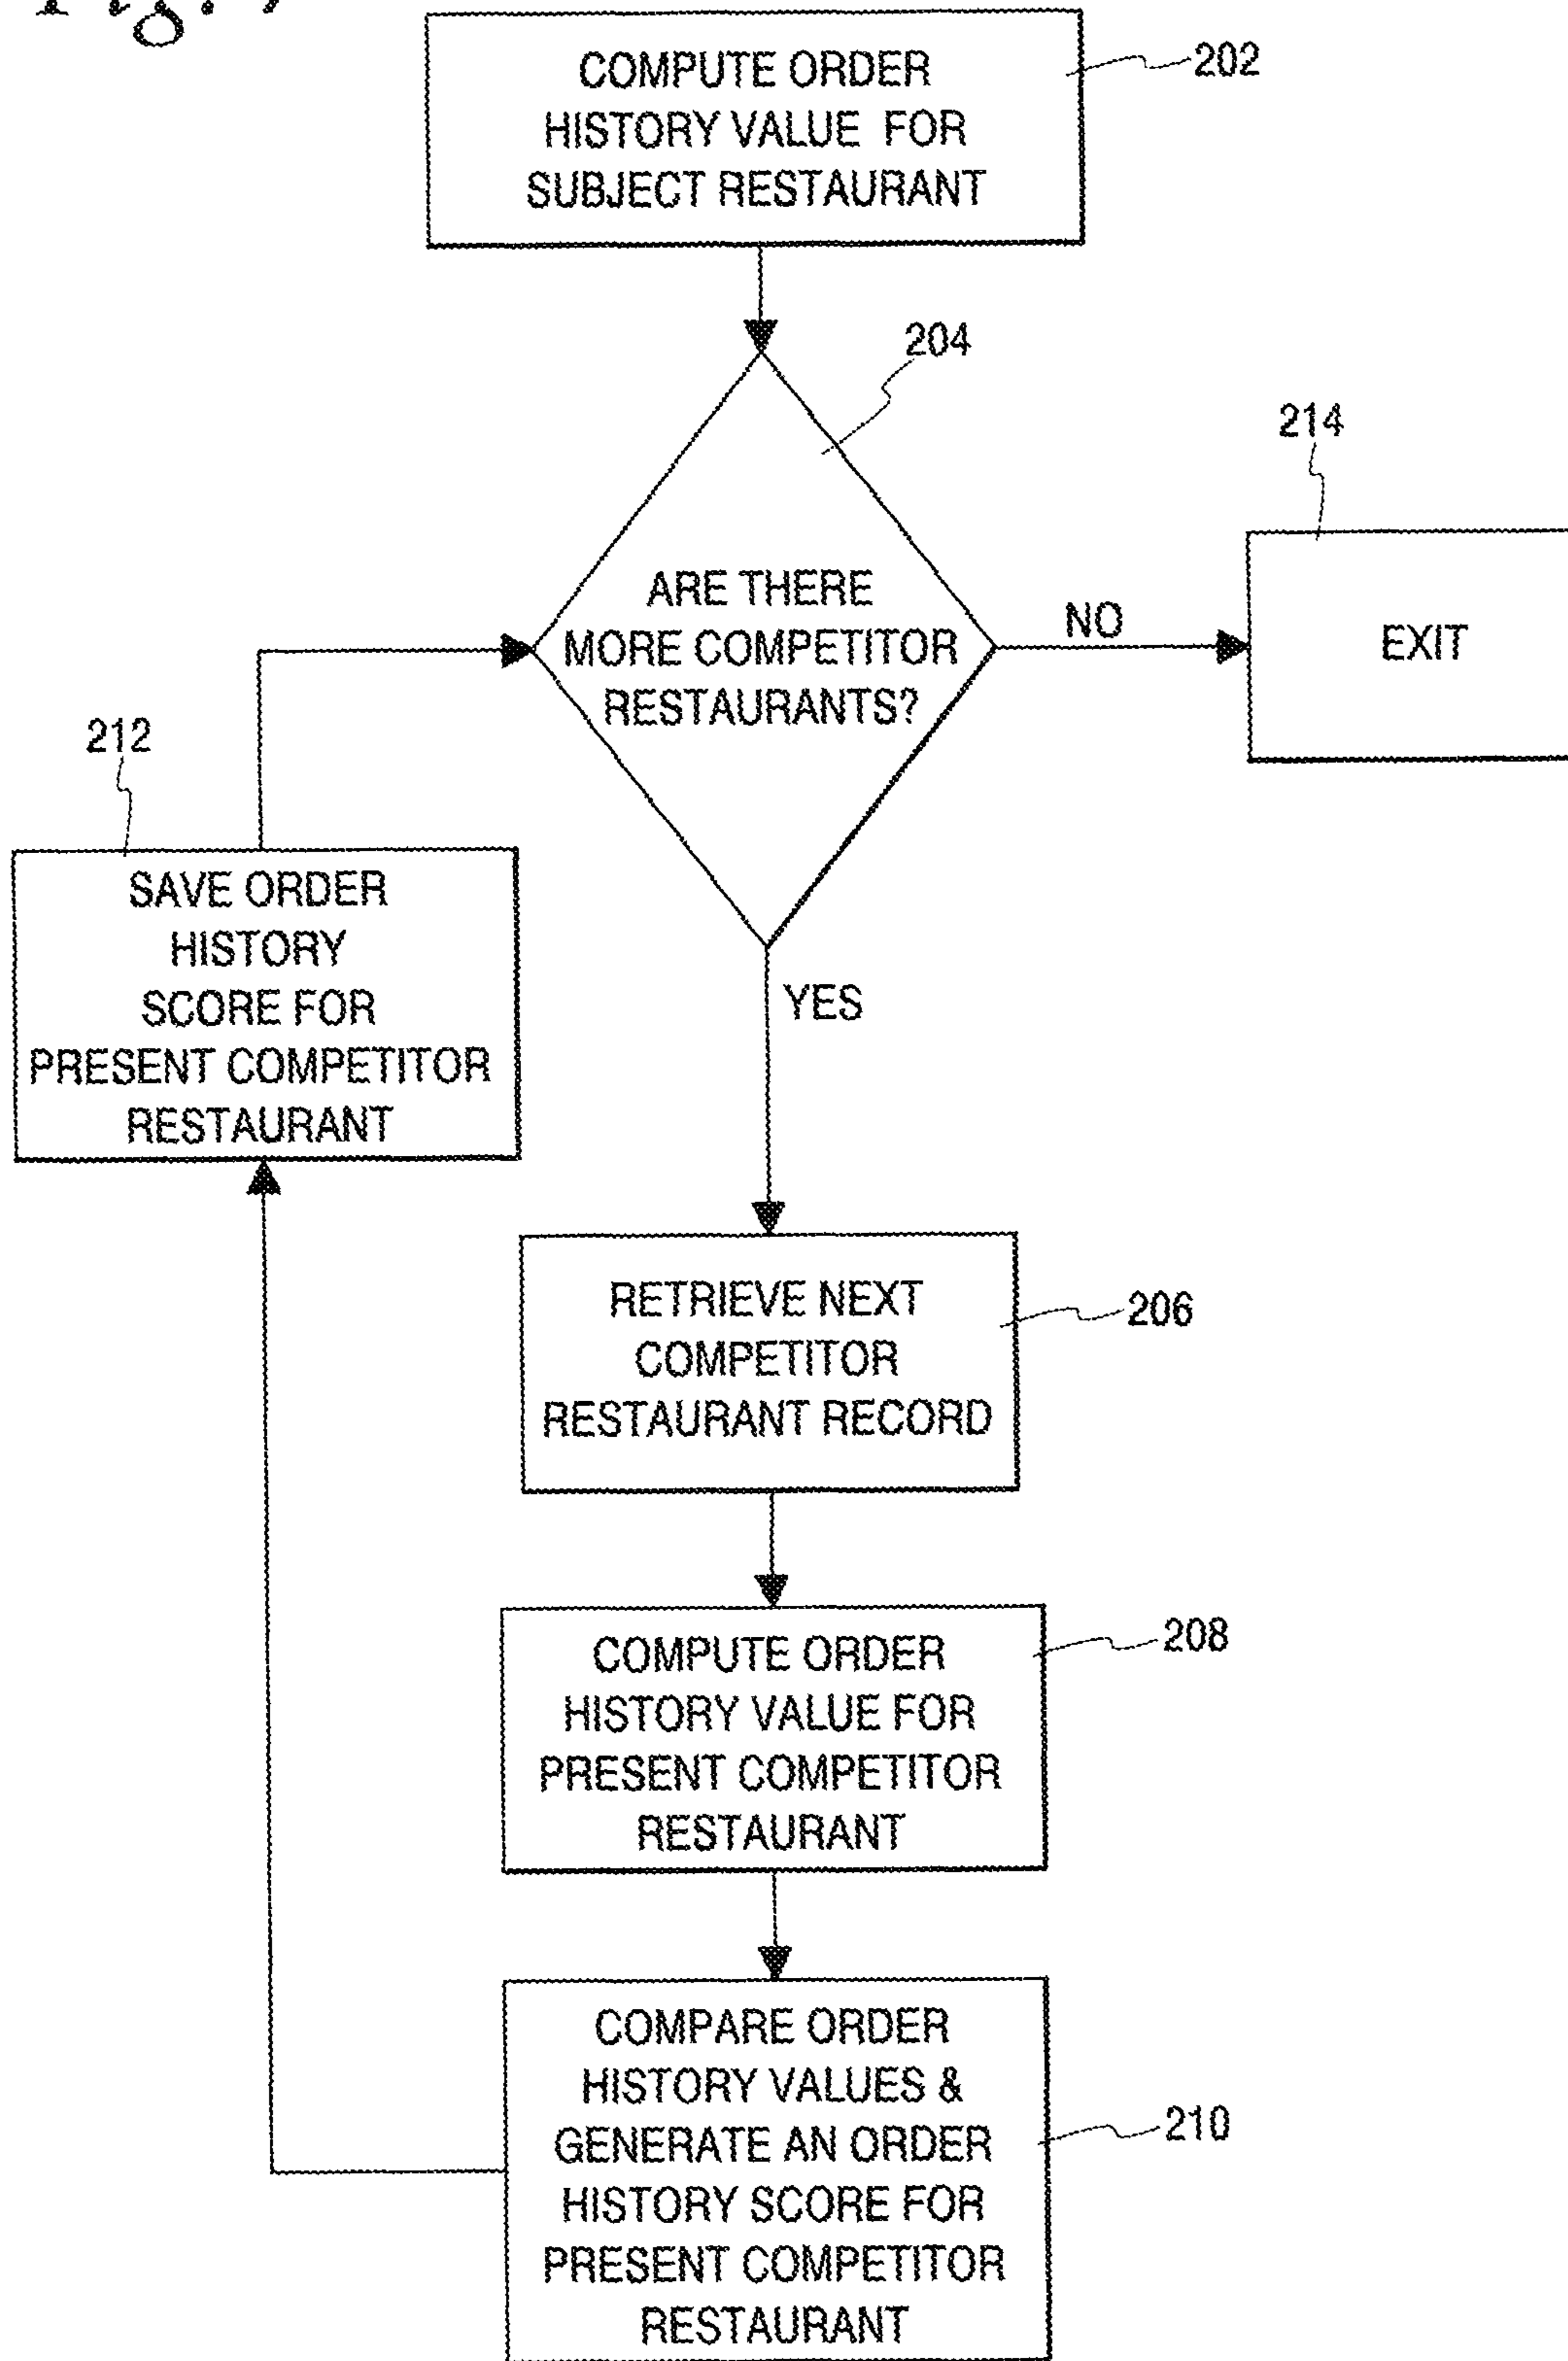 COMPUTE ORDER
HISTORY VALUE FOR
SUBJECT RESTAURANT
202
204
214
ARE THERE
MORE COMPETITOR
RESTAURANTS?
NO
EXIT
212
SAVE ORDER
HISTORY
SCORE FOR
PRESENT COMPETITOR
RESTAURANT
YES
RETRIEVE NEXT
COMPETITOR
RESTAURANT RECORD
206
COMPUTE ORDER
HISTORY VALUE FOR
PRESENT COMPETITOR
RESTAURANT
208
COMPARE ORDER
HISTORY VALUES &
GENERATE AN ORDER
HISTORY SCORE FOR
PRESENT COMPETITOR
RESTAURANT
210